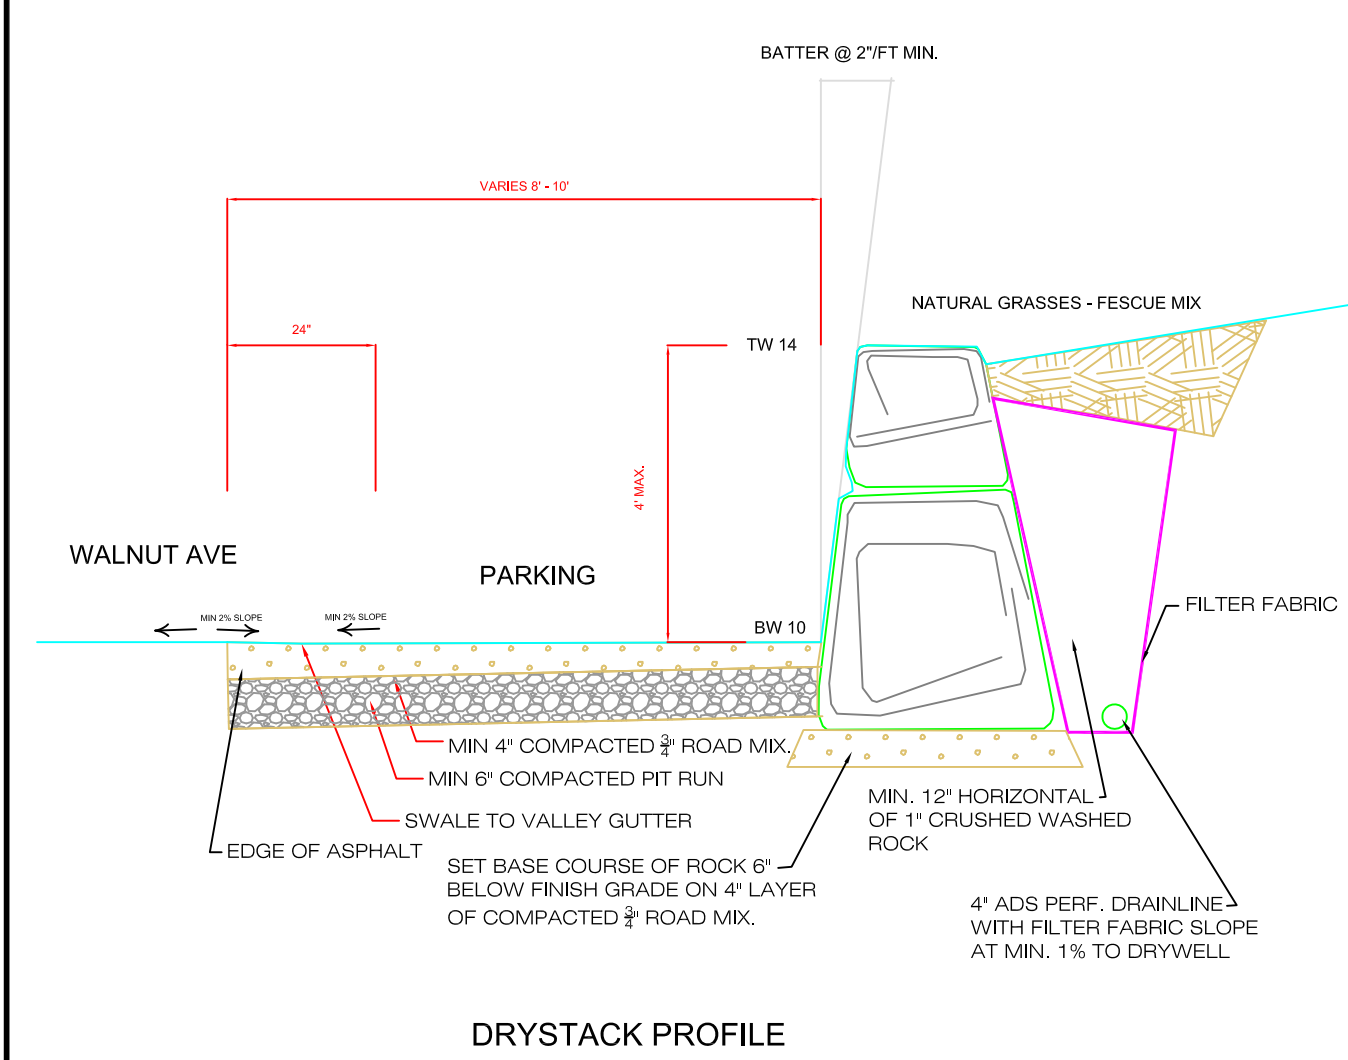 BATTER @ 2"/FT MIN.
VARIES 8' - 10'
NATURAL GRASSES - FESCUE MIX
24"
TW 14
4' MAX.
WALNUT AVE
PARKING
FILTER FABRIC
MIN 2% SLOPE
MIN 2% SLOPE
BW 10
MIN 4" COMPACTED 3/4" ROAD MIX.
MIN 6" COMPACTED PIT RUN
SWALE TO VALLEY GUTTER
EDGE OF ASPHALT
SET BASE COURSE OF ROCK 6"
BELOW FINISH GRADE ON 4" LAYER
OF COMPACTED 3/4" ROAD MIX.
MIN. 12" HORIZONTAL
OF 1" CRUSHED WASHED
ROCK
4" ADS PERF. DRAINLINE
WITH FILTER FABRIC SLOPE
AT MIN. 1% TO DRYWELL
DRYSTACK PROFILE